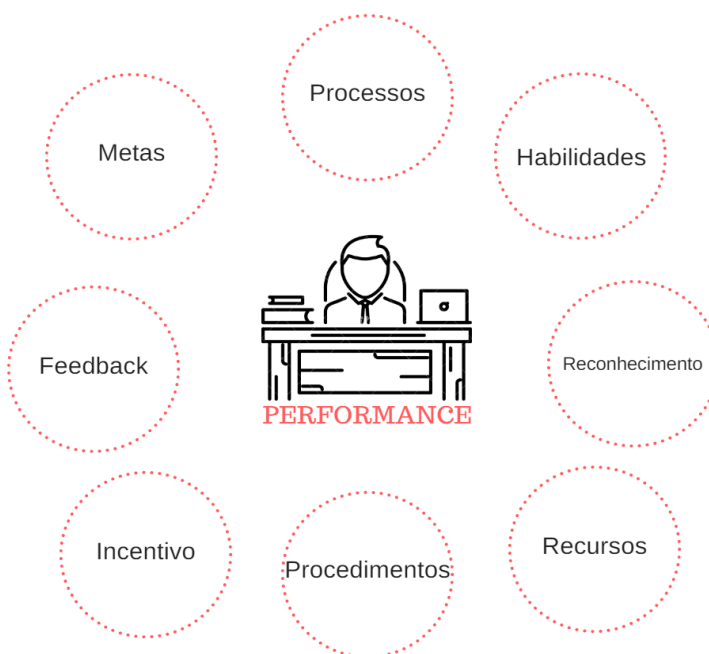 Processos
Metas
Habilidades
Feedback
Reconhecimento
PERFORMANCE
Incentivo
Recursos
Procedimentos